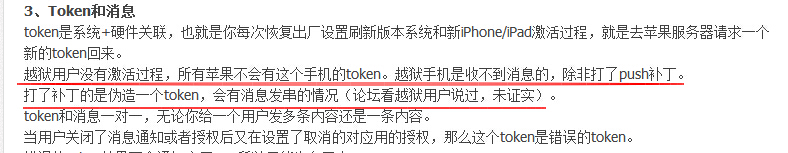 3、Token和消息
token是系统+硬件关联，也就是你每次恢复出厂设置刷新版本系统和新iPhone/iPad激活过程，就是去苹果服务器请求一个
新的token回来。
越狱用户没有激活过程，所有苹果不会有这个手机的token。越狱手机是收不到消息的，除非打了push补丁。
打了补丁的是伪造一个token，会有消息发串的情况（论坛看越狱用户说过，未证实）。
token和消息一对一，无论你给一个用户发多条内容还是一条内容。
当用户关闭了消息通知或者授权后又在设置了取消的对应用的授权，那么这个token是错误的token。